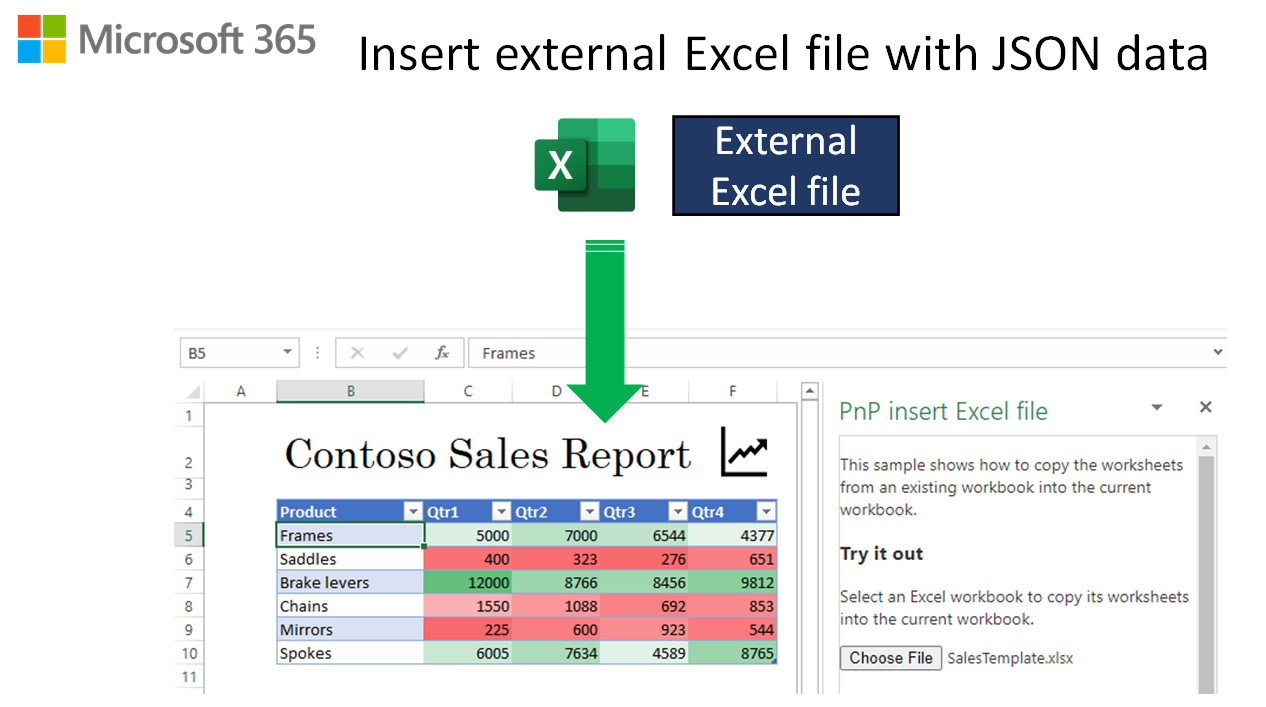 Microsoft 365
Insert external Excel file with JSON data
X
External
Excel file
B5 fx Frames
A B C D E F
1
2 Contoso Sales Report
3
4 Product Qtr1 Qtr2 Qtr3 Qtr4
5 Frames 5000 7000 6544 4377
6 Saddles 400 323 276 651
7 Brake levers 12000 8766 8456 9812
8 Chains 1550 1088 692 853
9 Mirrors 225 600 923 544
10 Spokes 6005 7634 4589 8765
11
PnP insert Excel file
This sample shows how to copy the worksheets
from an existing workbook into the current
workbook.
Try it out
Select an Excel workbook to copy its worksheets
into the current workbook.
Choose File SalesTemplate.xlsx